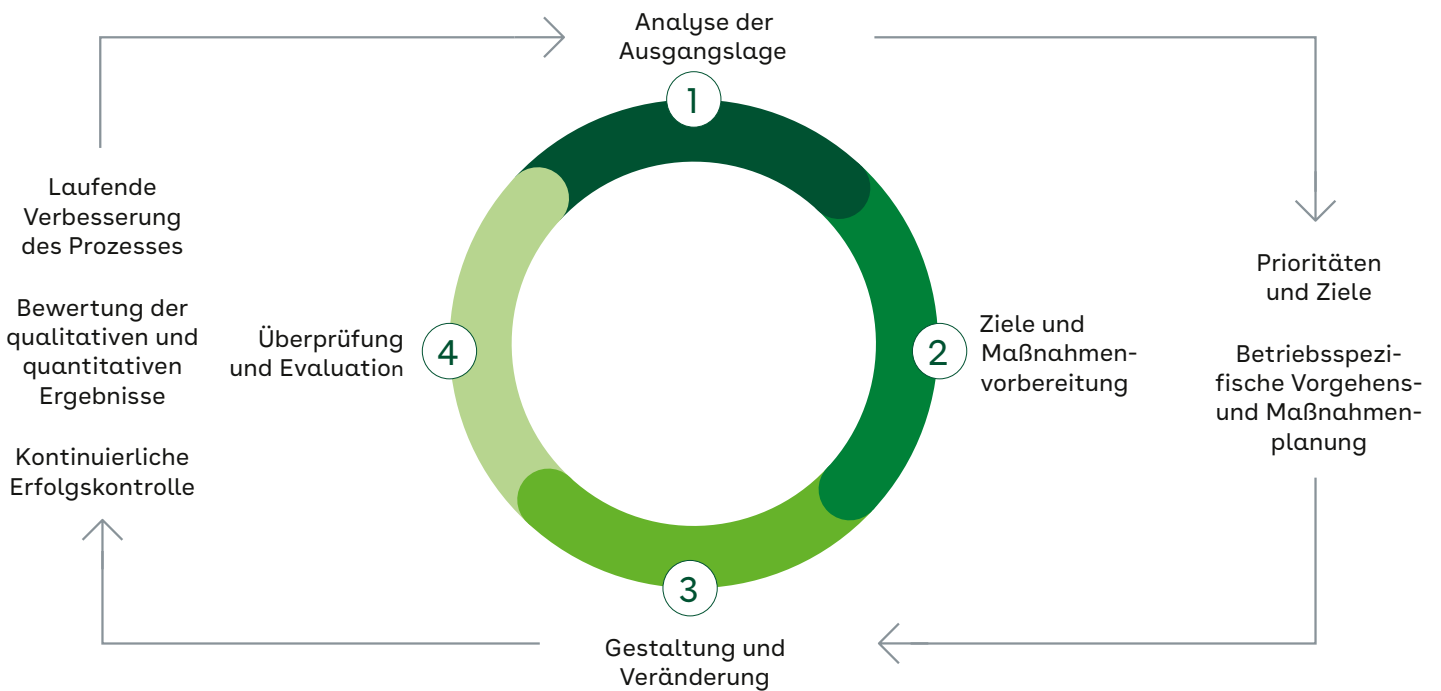 Analyse der
Ausgangslage
1
Laufende
Verbesserung
des Prozesses
Bewertung der
qualitativen und
quantitativen
Ergebnisse
Kontinuierliche
Erfolgskontrolle
Überprüfung
und Evaluation
4
2
Ziele und
Maßnahmen-
vorbereitung
Prioritäten
und Ziele
Betriebsspezi-
fische Vorgehens-
und Maßnahmen-
planung
3
Gestaltung und
Veränderung